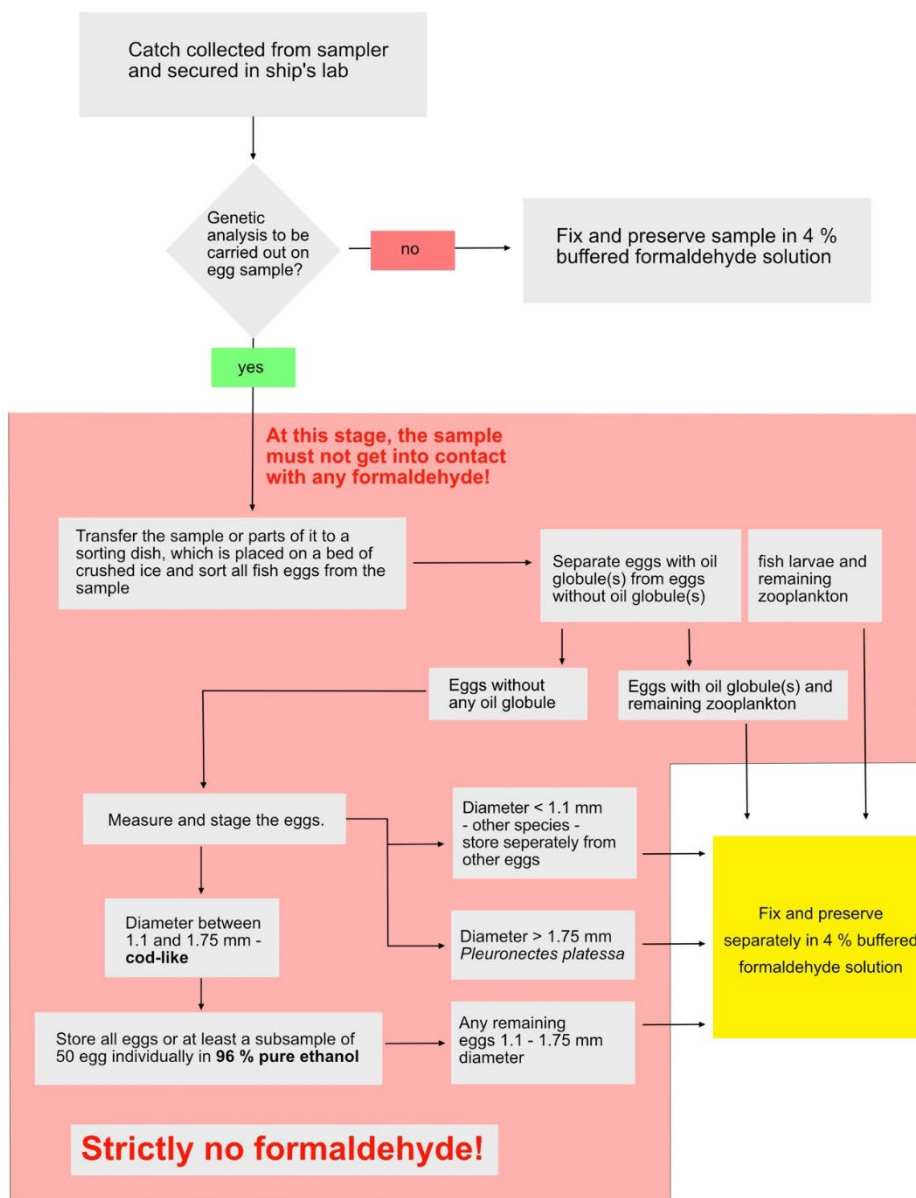 Catch collected from sampler
and secured in ship's lab
Genetic
analysis to be
carried out on
egg sample?
no
Fix and preserve sample in 4 %
buffered formaldehyde solution
yes
At this stage, the sample
must not get into contact
with any formaldehyde!
Transfer the sample or parts of it to a
sorting dish, which is placed on a bed of
crushed ice and sort all fish eggs from the
sample
Separate eggs with oil
globule(s) from eggs
without oil globule(s)
fish larvae and
remaining
zooplankton
Eggs without
any oil globule
Eggs with oil globule(s) and
remaining zooplankton
Measure and stage the eggs.
Diameter < 1.1 mm
- other species -
store seperately from
other eggs
Diameter between
1.1 and 1.75 mm -
cod-like
Diameter > 1.75 mm
Pleuronectes platessa
Fix and preserve
separately in 4 % buffered
formaldehyde solution
Store all eggs or at least a subsample of
50 egg individually in 96 % pure ethanol
Any remaining
eggs 1.1 - 1.75 mm
diameter
Strictly no formaldehyde!